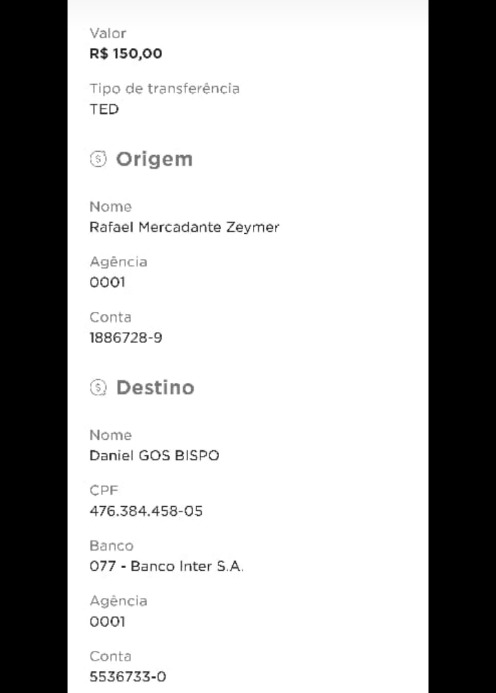 Valor
R$ 150,00
Tipo de transferência
TED
Origem
Nome
Rafael Mercadante Zeymer
Agência
0001
Conta
1886728-9
Destino
Nome
Daniel GOS BISPO
CPF
476.384.458-05
Banco
077 - Banco Inter S.A.
Agência
0001
Conta
5536733-0